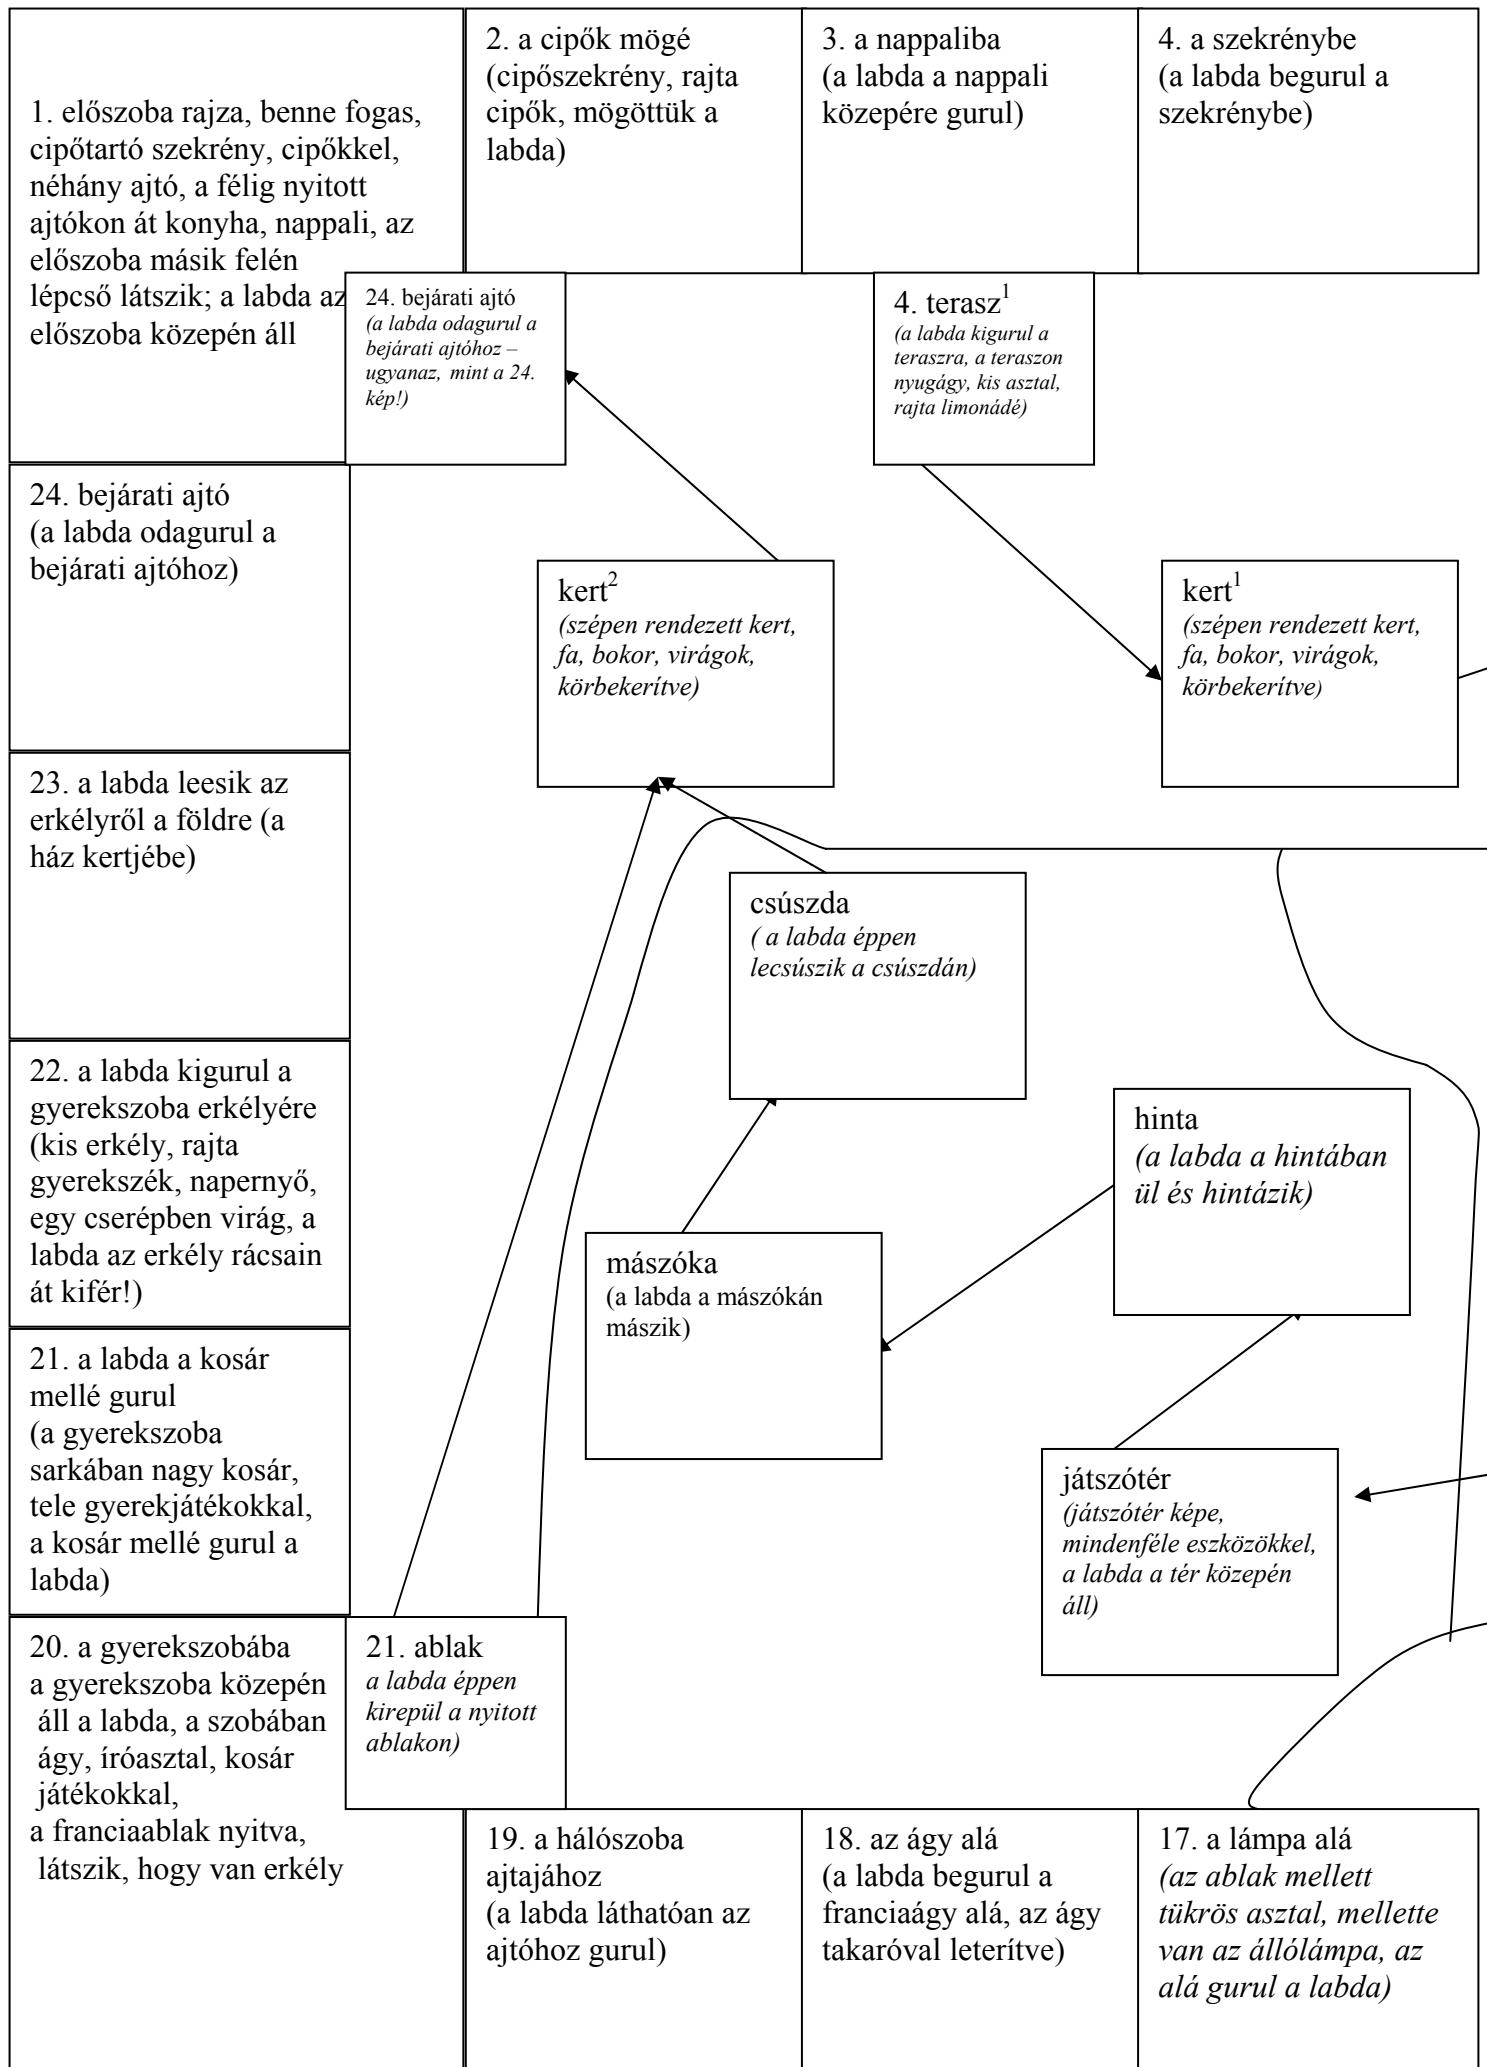 1. előszoba rajza, benne fogas,
cipőtartó szekrény, cipőkkel,
néhány ajtó, a félig nyitott
ajtókon át konyha, nappali, az
előszoba másik felén
lépcső látszik; a labda az
előszoba közepén áll
2. a cipők mögé
(cipőszekrény, rajta
cipők, mögöttük a
labda)
3. a nappaliba
(a labda a nappali
közepére gurul)
4. a szekrénybe
(a labda begurul a
szekrénybe)
24. bejárati ajtó
(a labda odagurul a
bejárati ajtóhoz –
ugyanaz, mint a 24.
kép!)
4. terasz¹
(a labda kigurul a
teraszra, a teraszon
nyugágy, kis asztal,
rajta limonádé)
24. bejárati ajtó
(a labda odagurul a
bejárati ajtóhoz)
kert²
(szépen rendezett kert,
fa, bokor, virágok,
körbekerítve)
kert¹
(szépen rendezett kert,
fa, bokor, virágok,
körbekerítve)
23. a labda leesik az
erkélyről a földre (a
ház kertjébe)
csúszda
( a labda éppen
lecsúszik a csúszdán)
22. a labda kigurul a
gyerekszoba erkélyére
(kis erkély, rajta
gyerekszék, napernyő,
egy cserépben virág, a
labda az erkély rácsain
át kifér!)
hinta
(a labda a hintában
ül és hintázik)
mászóka
(a labda a mászókán
mászik)
21. a labda a kosár
mellé gurul
(a gyerekszoba
sarkában nagy kosár,
tele gyerekjátékokkal,
a kosár mellé gurul a
labda)
játszótér
(játszótér képe,
mindenféle eszközökkel,
a labda a tér közepén
áll)
20. a gyerekszobába
a gyerekszoba közepén
áll a labda, a szobában
ágy, íróasztal, kosár
játékokkal,
a franciaablak nyitva,
látszik, hogy van erkély
21. ablak
a labda éppen
kirepül a nyitott
ablakon)
19. a hálószoba
ajtajához
(a labda láthatóan az
ajtóhoz gurul)
18. az ágy alá
(a labda begurul a
franciaágy alá, az ágy
takaróval leterítve)
17. a lámpa alá
(az ablak mellett
tükrös asztal, mellette
van az állólámpa, az
alá gurul a labda)